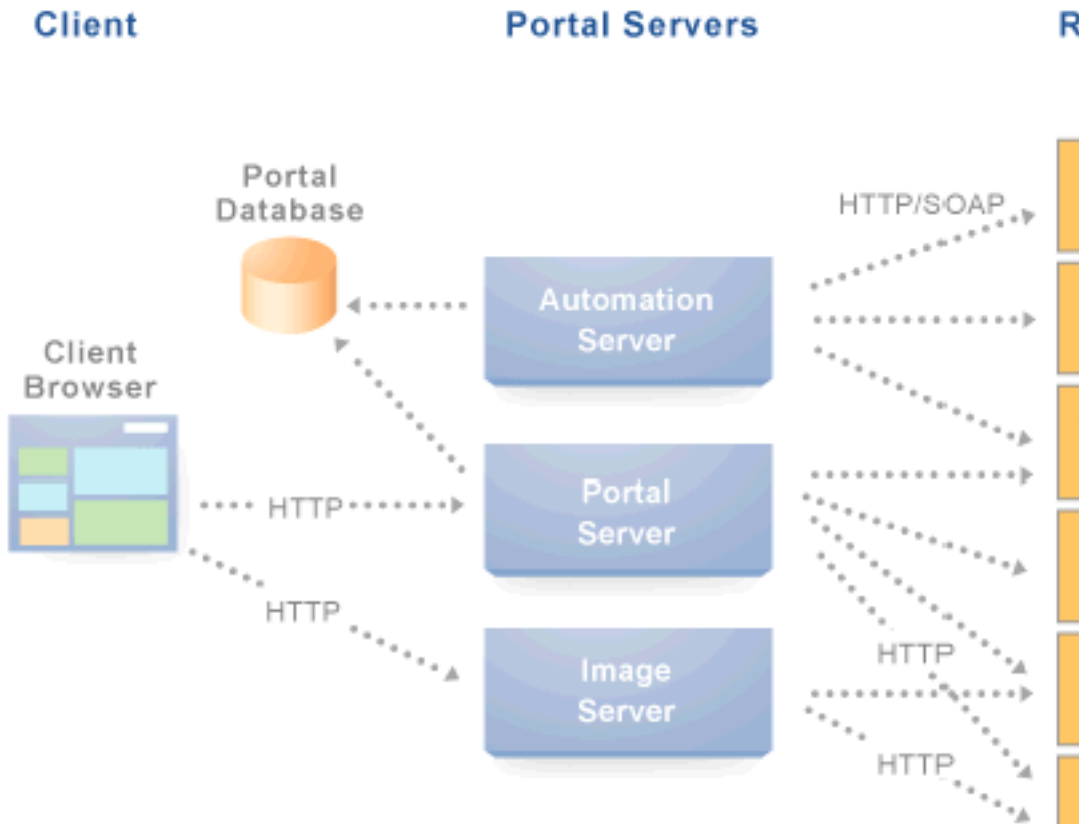 Client
Portal Servers
R
Portal
Database
HTTP/SOAP
Automation
Server
Client
Browser
Portal
Server
HTTP
HTTP
HTTP
Image
Server
HTTP